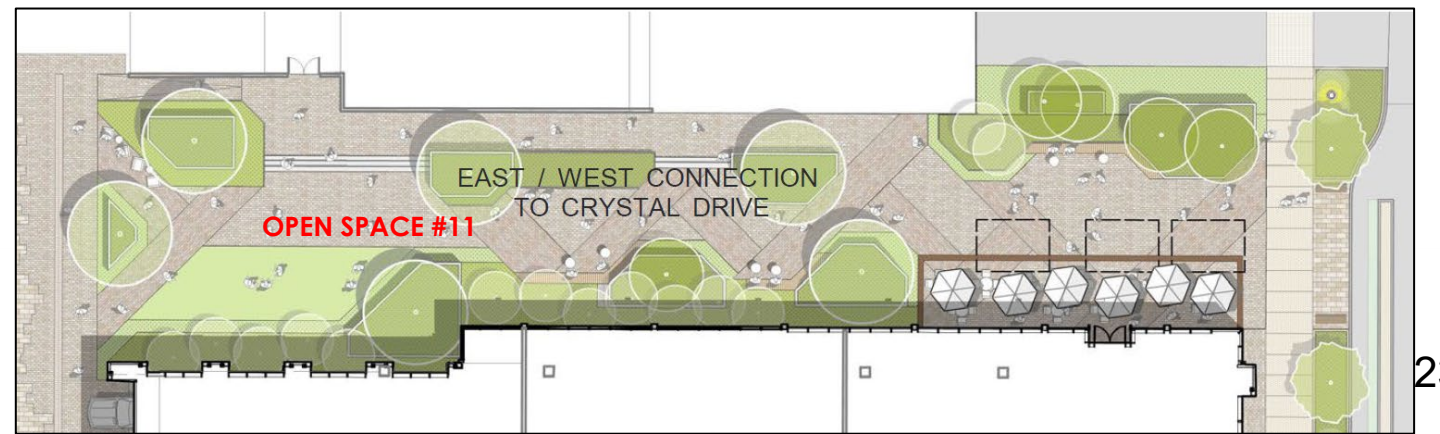 EAST / WEST CONNECTION
TO CRYSTAL DRIVE
OPEN SPACE #11